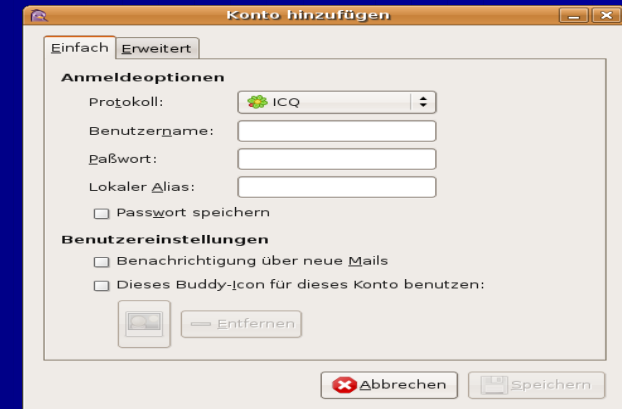 Konto hinzufügen
Einfach Erweitert
Anmeldeoptionen
Protokoll: ICQ
Benutzername:
Paßwort:
Lokaler Alias:
Passwort speichern
Benutzereinstellungen
Benachrichtigung über neue Mails
Dieses Buddy-Icon für dieses Konto benutzen:
Entfernen
Abbrechen Speichern